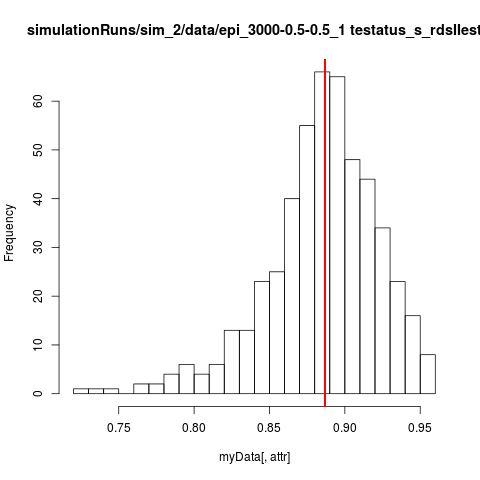 simulationRuns/sim_2/data/epi_3000-0.5-0.5_1 testatus_s_rdsllest
Frequency
60
50
40
30
20
10
0
0.75 0.80 0.85 0.90 0.95
myData[, attr]